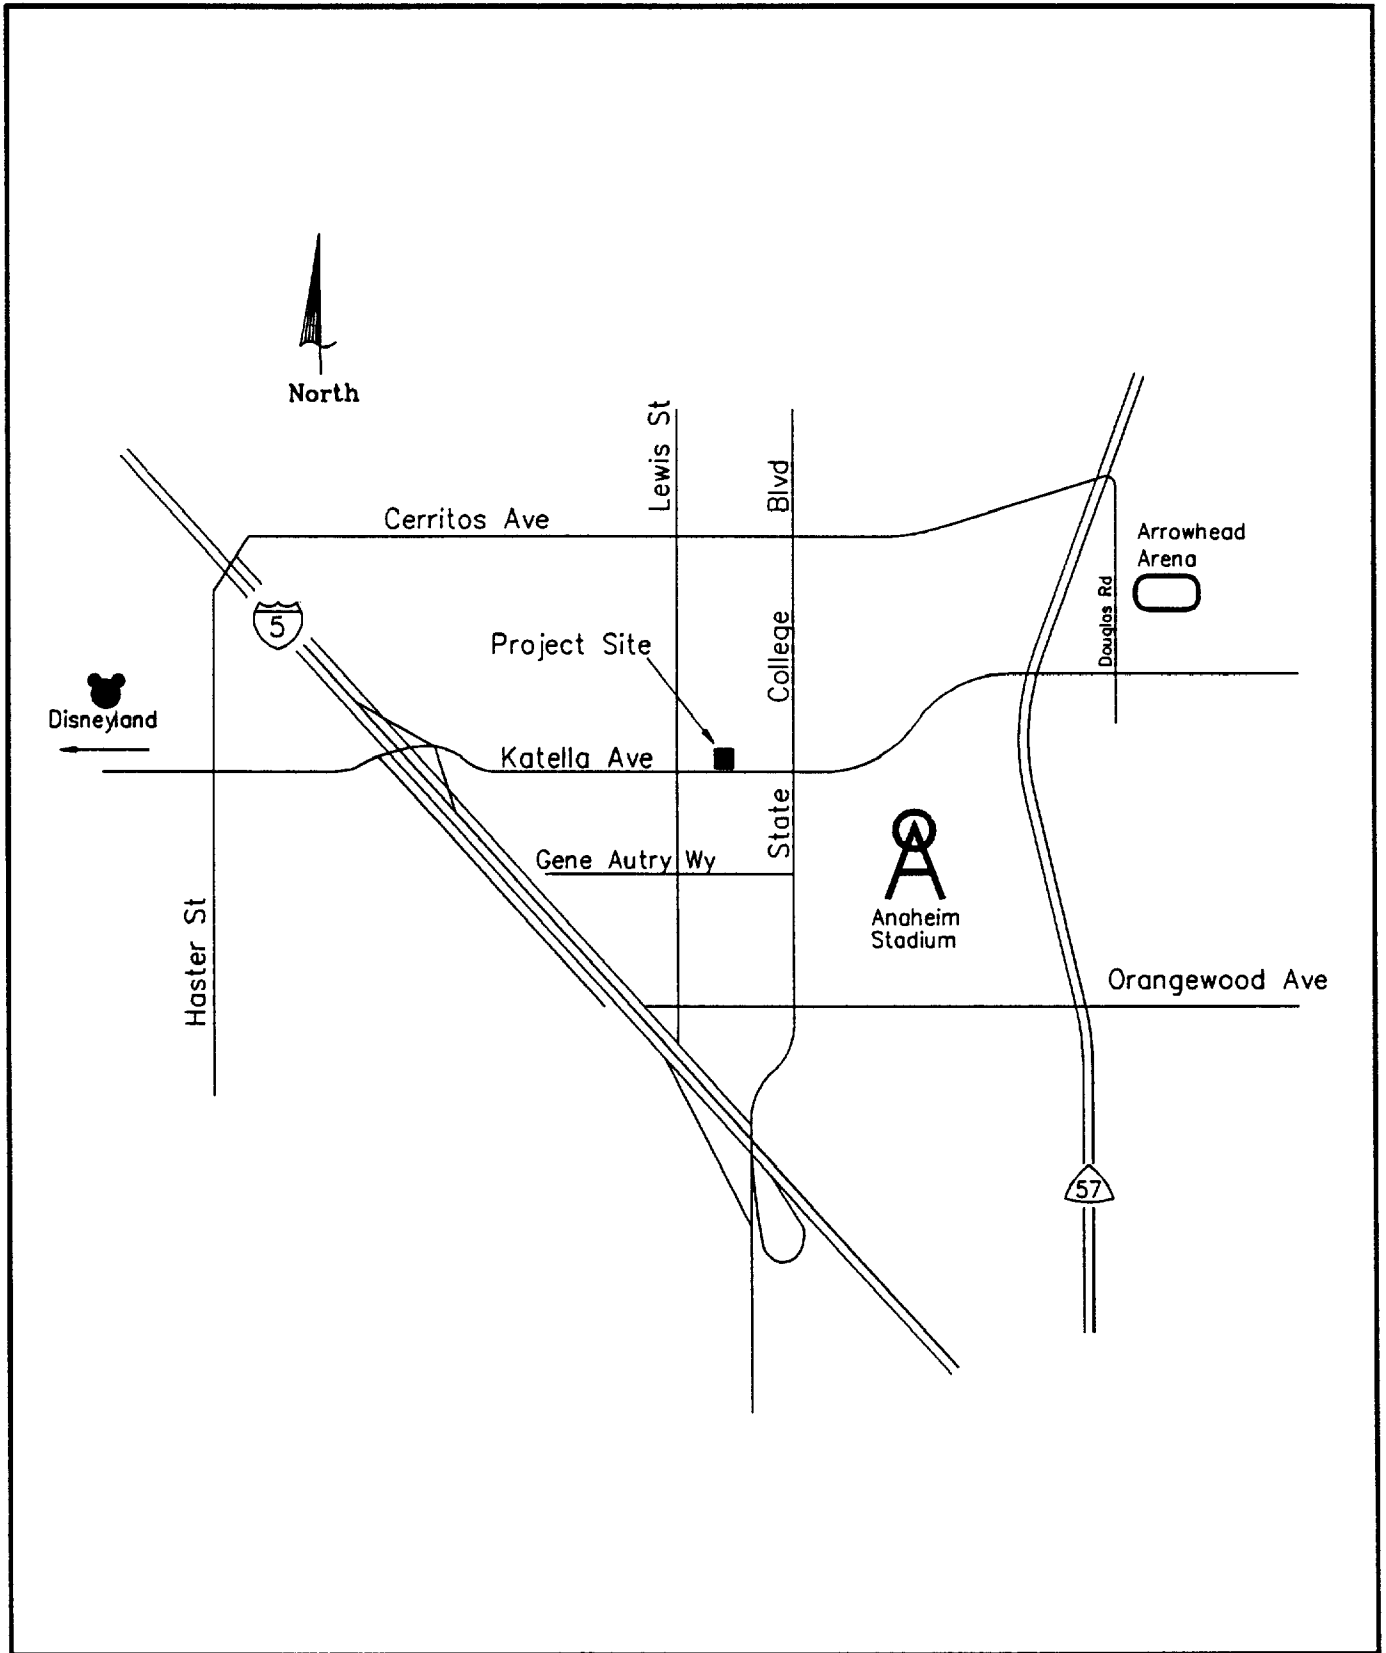 North
Lewis St
State College Blvd
Cerritos Ave
Arrowhead
Arena
Douglas Rd
5
Project Site
Disneyland
Katella Ave
Gene Autry Wy
Anaheim
Stadium
Haster St
Orangewood Ave
57